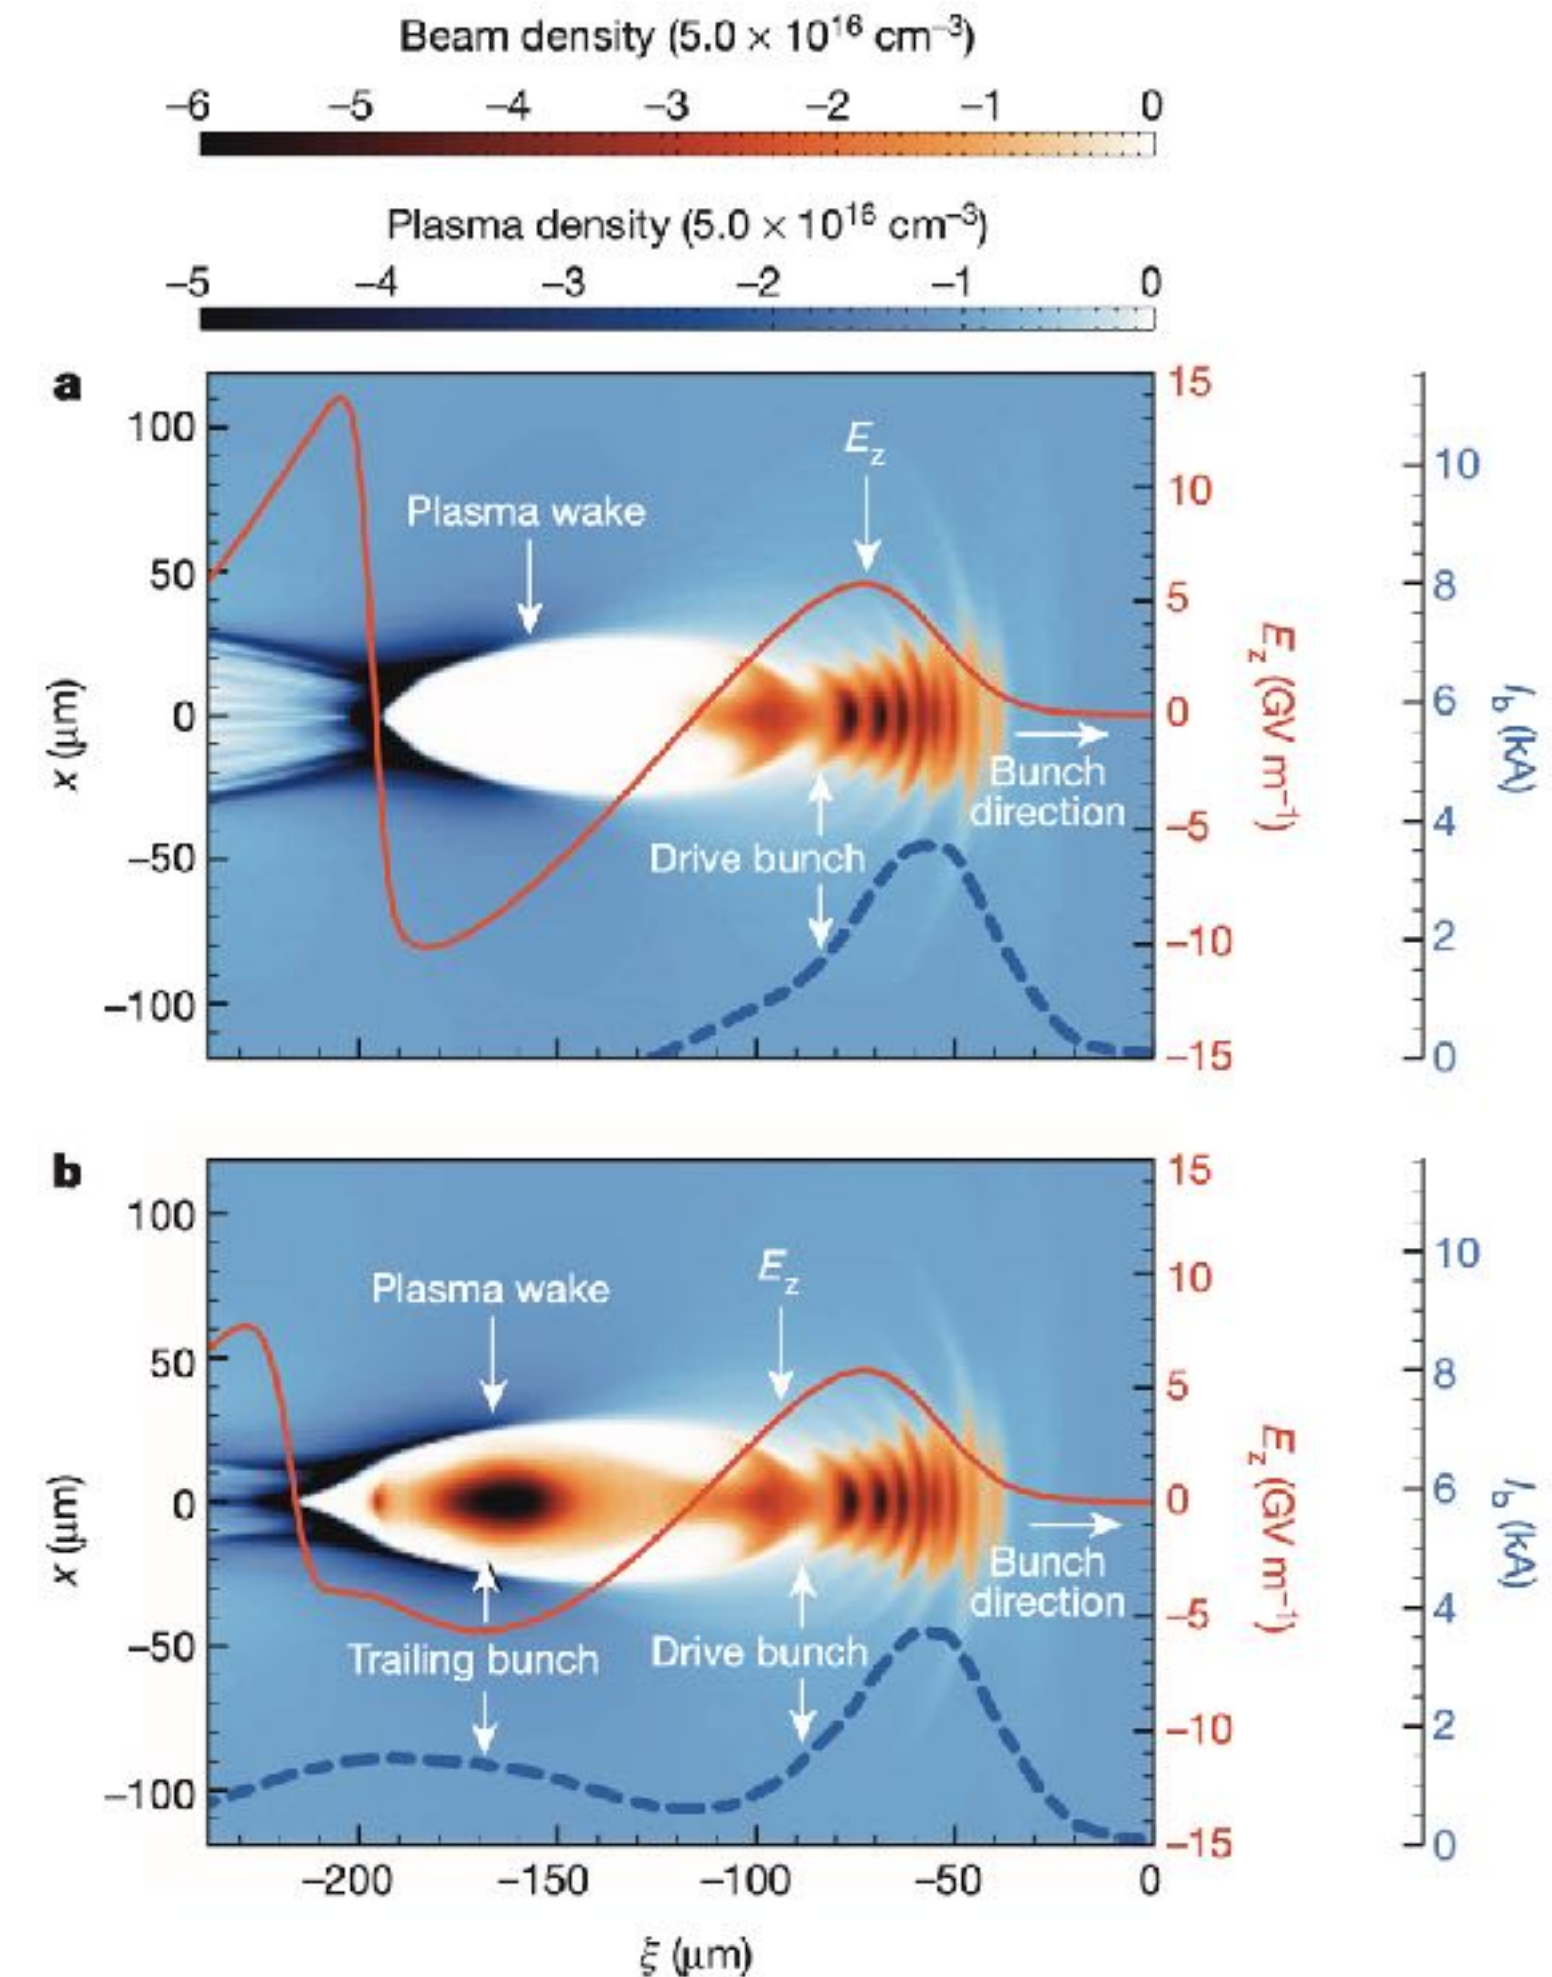 Beam density (5.0 × 10¹⁶ cm⁻³)
–6 –5 –4 –3 –2 –1 0
Plasma density (5.0 × 10¹⁶ cm⁻³)
–5 –4 –3 –2 –1 0
a
100
50
0
–50
–100
x (μm)
Plasma wake
E_z
Drive bunch
Bunch
direction
15
10
5
0
–5
–10
–15
E_z (GV m⁻¹)
10
8
6
4
2
0
I_b (kA)
b
100
50
0
–50
–100
x (μm)
Plasma wake
E_z
Trailing bunch
Drive bunch
Bunch
direction
15
10
5
0
–5
–10
–15
E_z (GV m⁻¹)
10
8
6
4
2
0
I_b (kA)
–200 –150 –100 –50 0
ξ (μm)